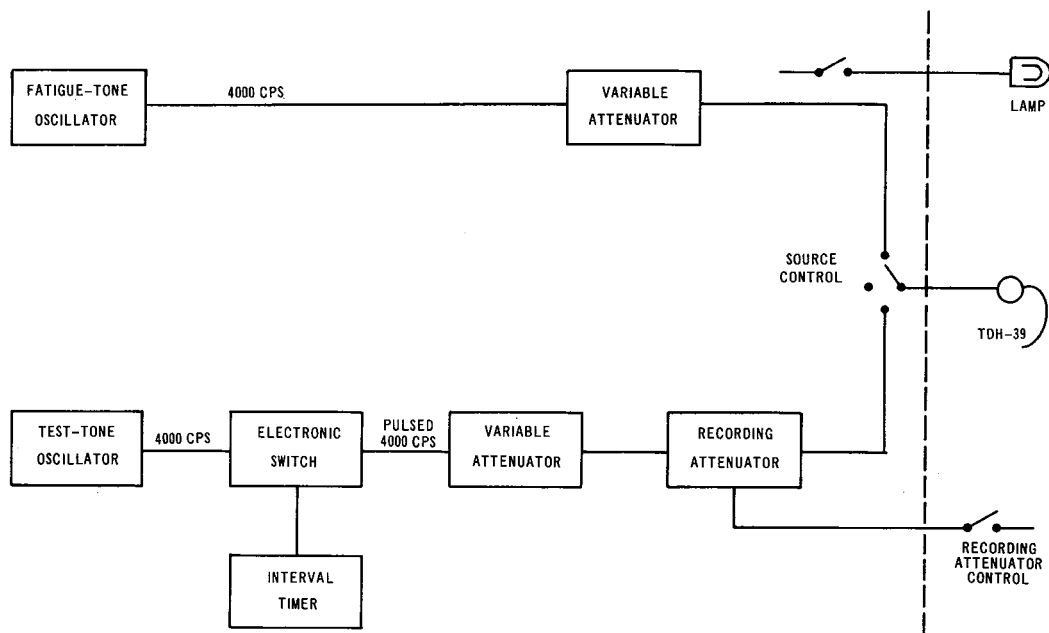 FATIGUE-TONE
OSCILLATOR
4000 CPS
VARIABLE
ATTENUATOR
LAMP
SOURCE
CONTROL
TDH-39
TEST-TONE
OSCILLATOR
4000 CPS
ELECTRONIC
SWITCH
PULSED
4000 CPS
VARIABLE
ATTENUATOR
RECORDING
ATTENUATOR
INTERVAL
TIMER
RECORDING
ATTENUATOR
CONTROL